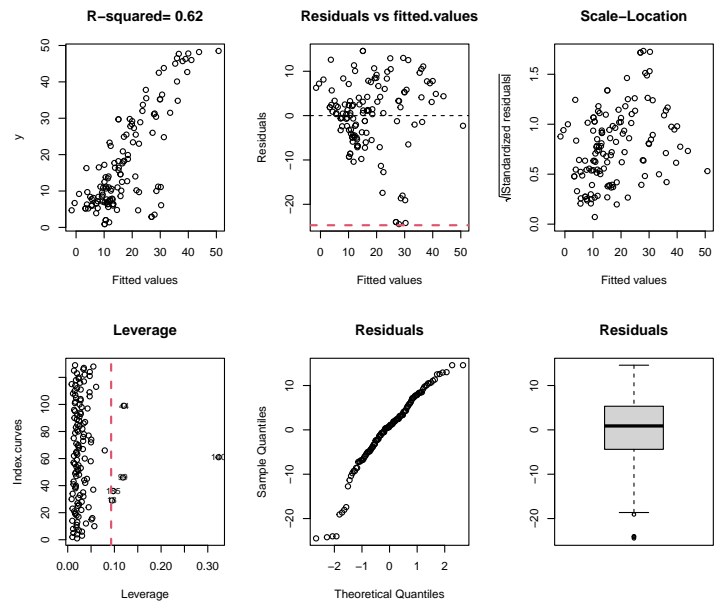 R−squared= 0.62
y
0 10 20 30 40 50
0 10 20 30 40 50
Fitted values
Residuals vs fitted.values
Residuals
−20 −10 0 10
0 10 20 30 40 50
Fitted values
Scale−Location
√|Standardized residuals|
0.0 0.5 1.0 1.5
0 10 20 30 40 50
Fitted values
Leverage
Index.curves
0 20 40 60 80 100 120
0.00 0.10 0.20 0.30
Leverage
Residuals
Sample Quantiles
−20 −10 0 10
−2 −1 0 1 2
Theoretical Quantiles
Residuals
−20 −10 0 10